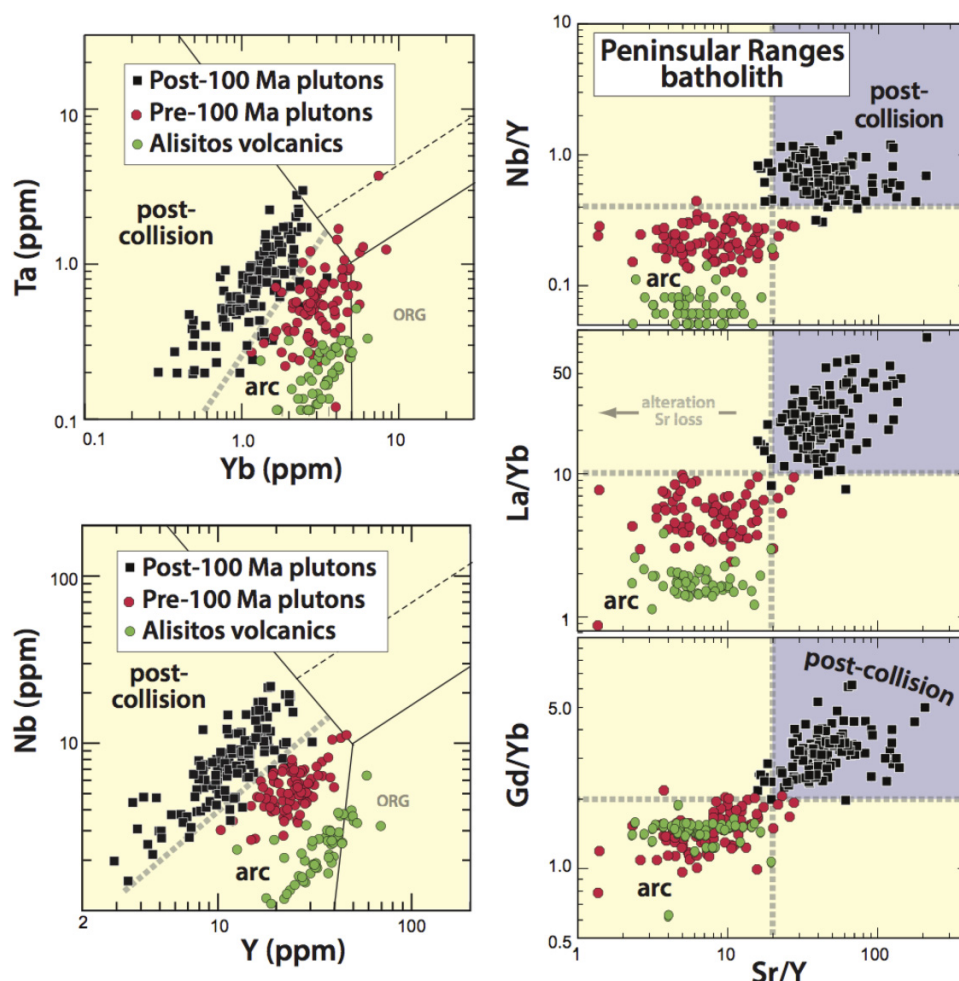 Ta (ppm)
10
1.0
0.1
Post-100 Ma plutons
Pre-100 Ma plutons
Alisitos volcanics
post-
collision
arc
ORG
0.1
1.0
10
Yb (ppm)
Nb (ppm)
100
10
Post-100 Ma plutons
Pre-100 Ma plutons
Alisitos volcanics
post-
collision
arc
ORG
2
10
100
Y (ppm)
Peninsular Ranges
batholith
Nb/Y
10
1.0
0.1
post-
collision
arc
La/Yb
50
10
1
alteration
Sr loss
arc
Gd/Yb
5.0
1.0
0.5
post-collision
arc
1
10
100
Sr/Y